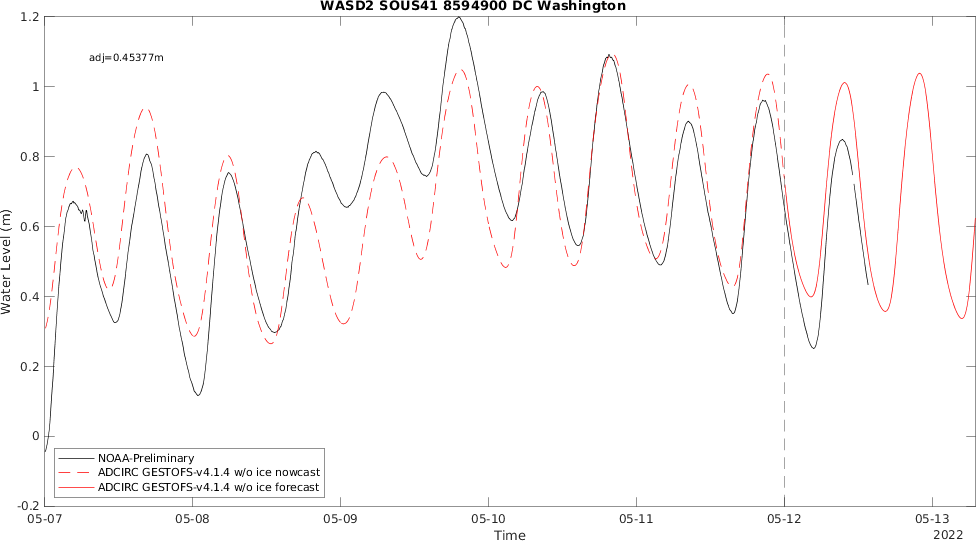 WASD2 SOUS41 8594900 DC Washington
1.2
adj=0.45377m
1
0.8
0.6
0.4
0.2
0
-0.2
Water Level (m)
NOAA-Preliminary
ADCIRC GESTOFS-v4.1.4 w/o ice nowcast
ADCIRC GESTOFS-v4.1.4 w/o ice forecast
05-07 05-08 05-09 05-10 05-11 05-12 05-13
Time
2022